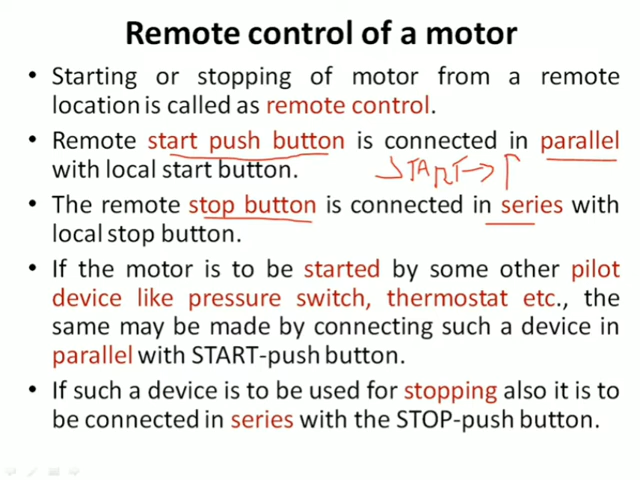 Remote control of a motor
• Starting or stopping of motor from a remote
location is called as remote control.
• Remote start push button is connected in parallel
with local start button.
START→
• The remote stop button is connected in series with
local stop button.
• If the motor is to be started by some other pilot
device like pressure switch, thermostat etc., the
same may be made by connecting such a device in
parallel with START-push button.
• If such a device is to be used for stopping also it is to
be connected in series with the STOP-push button.